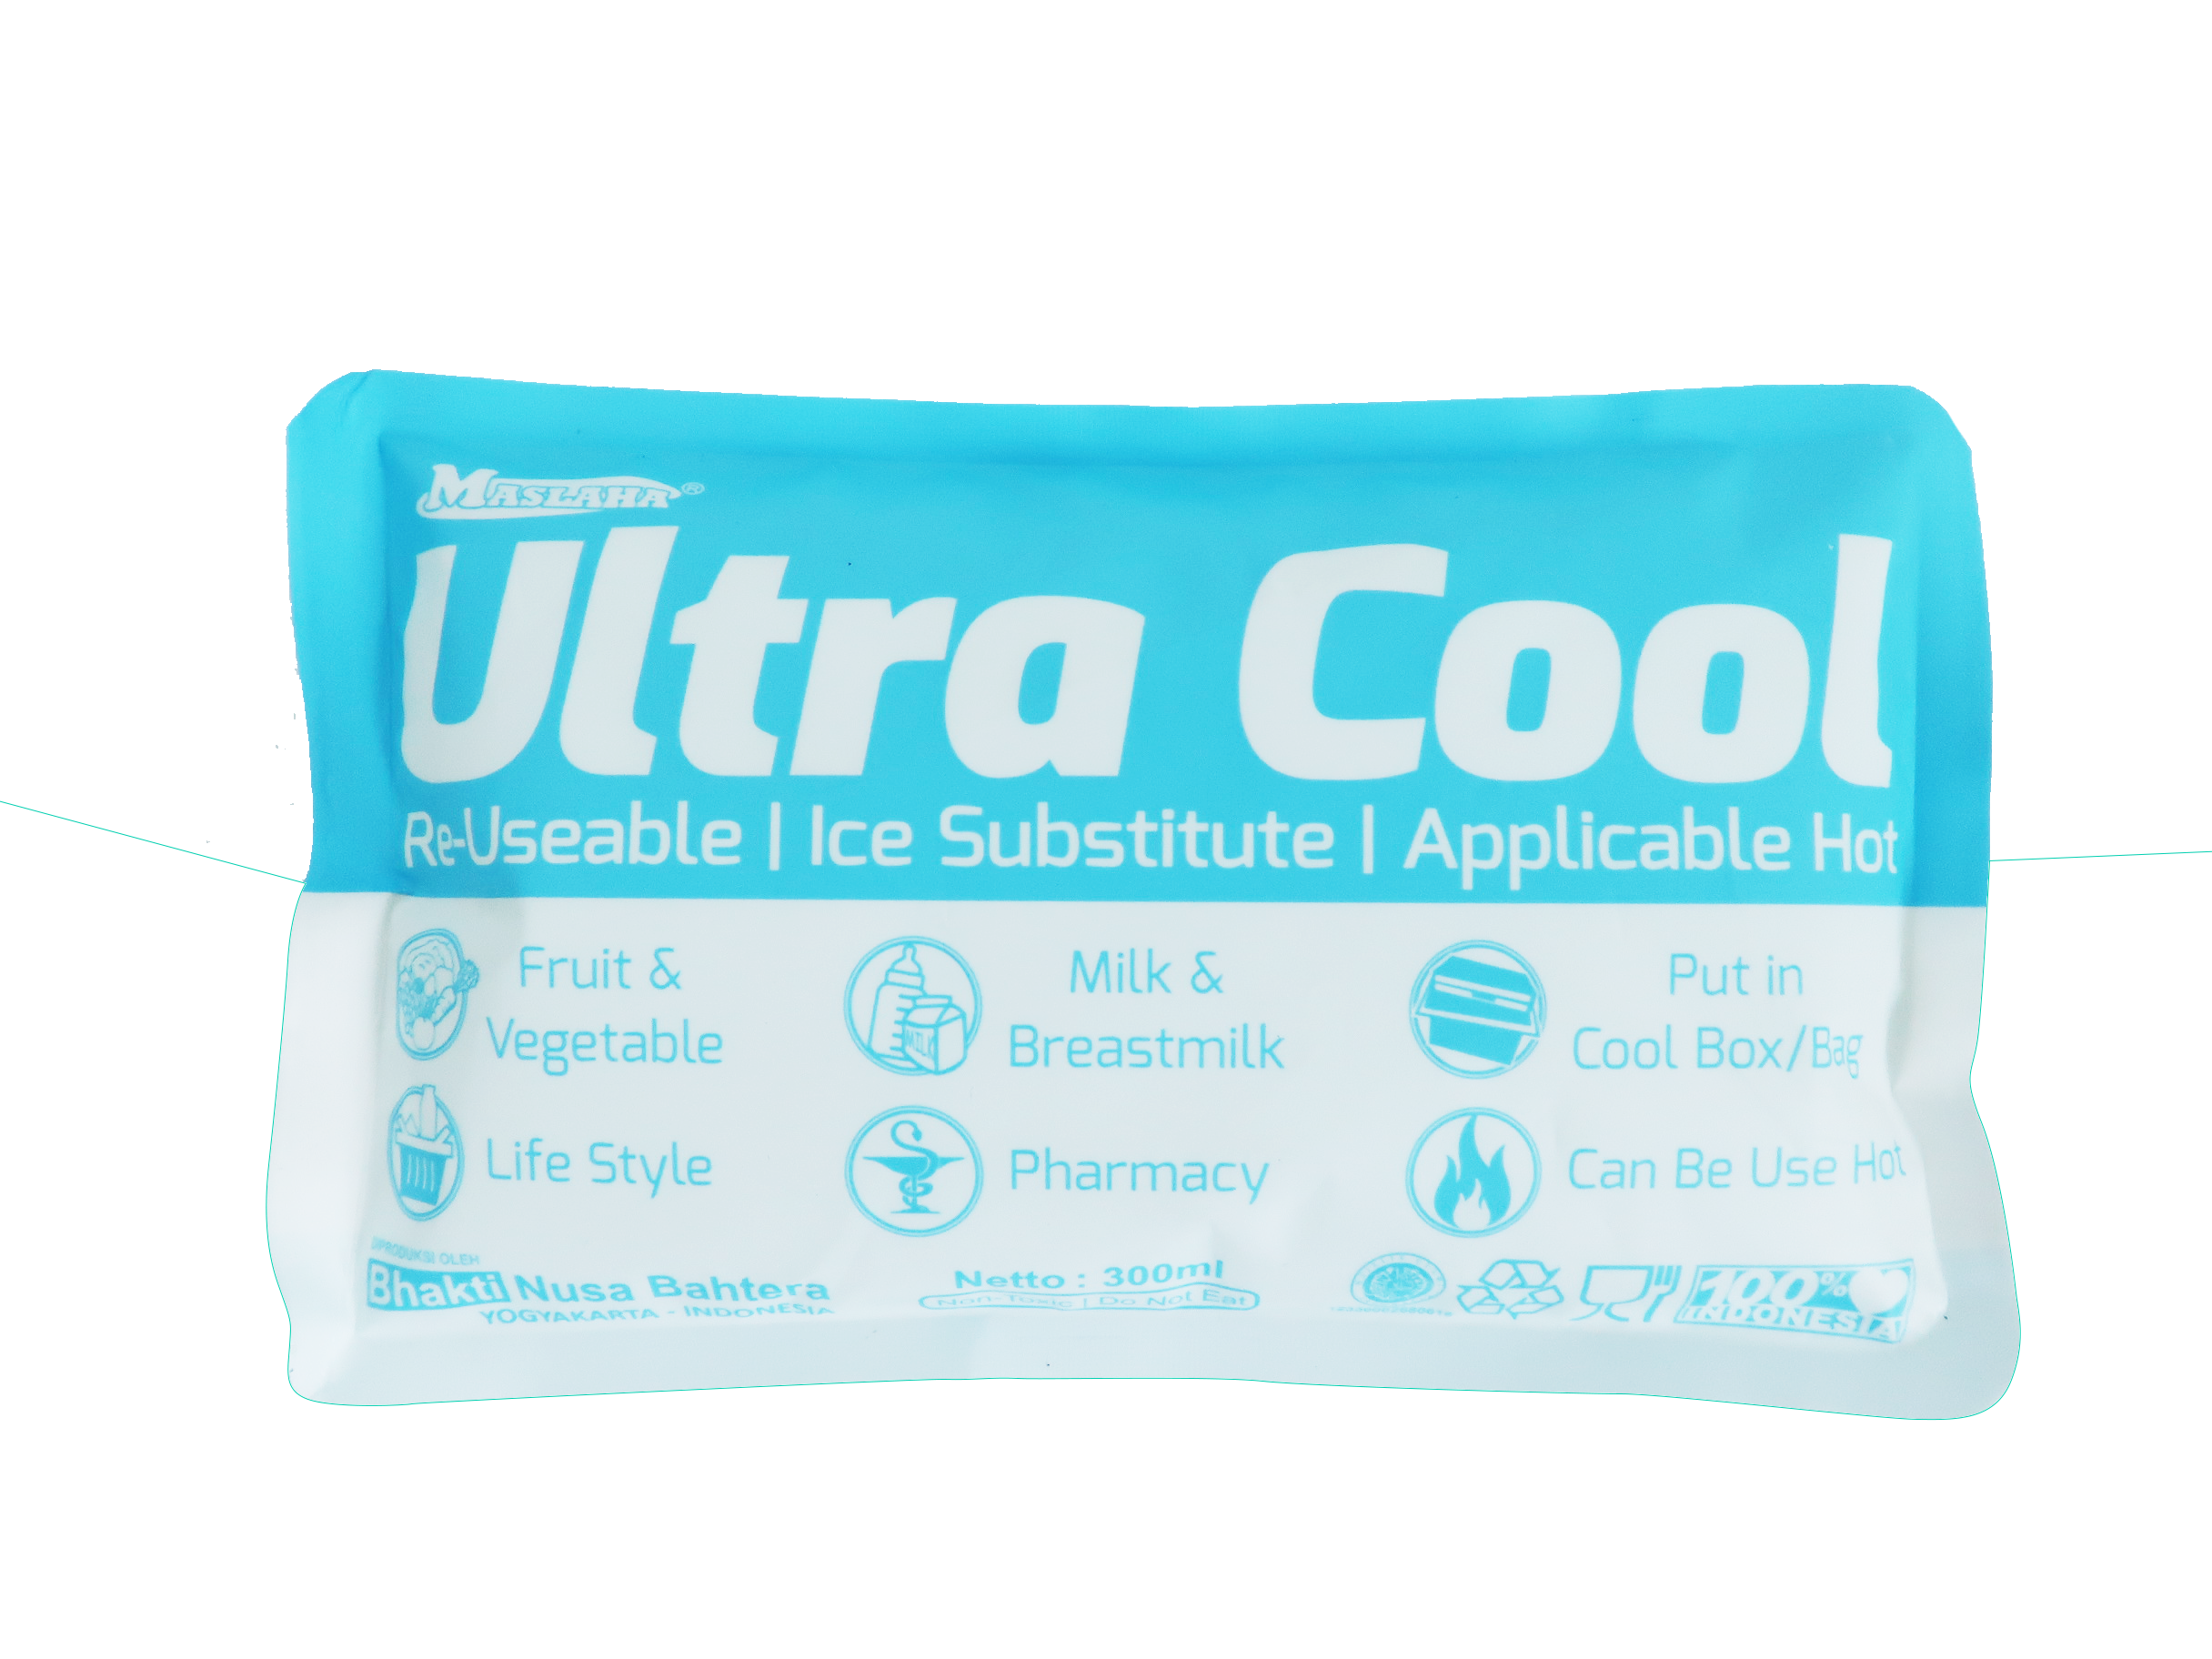 MASLAHA®
Ultra Cool
Re-Useable | Ice Substitute | Applicable Hot
Fruit &
Vegetable
Milk &
Breastmilk
MILK
Put in
Cool Box/Bag
Life Style
Pharmacy
Can Be Use Hot
DIPRODUKSI OLEH
Bhakti Nusa Bahtera
YOGYAKARTA - INDONESIA
Netto : 300ml
Non-Toxic | Do Not Eat
100%
INDONESIA